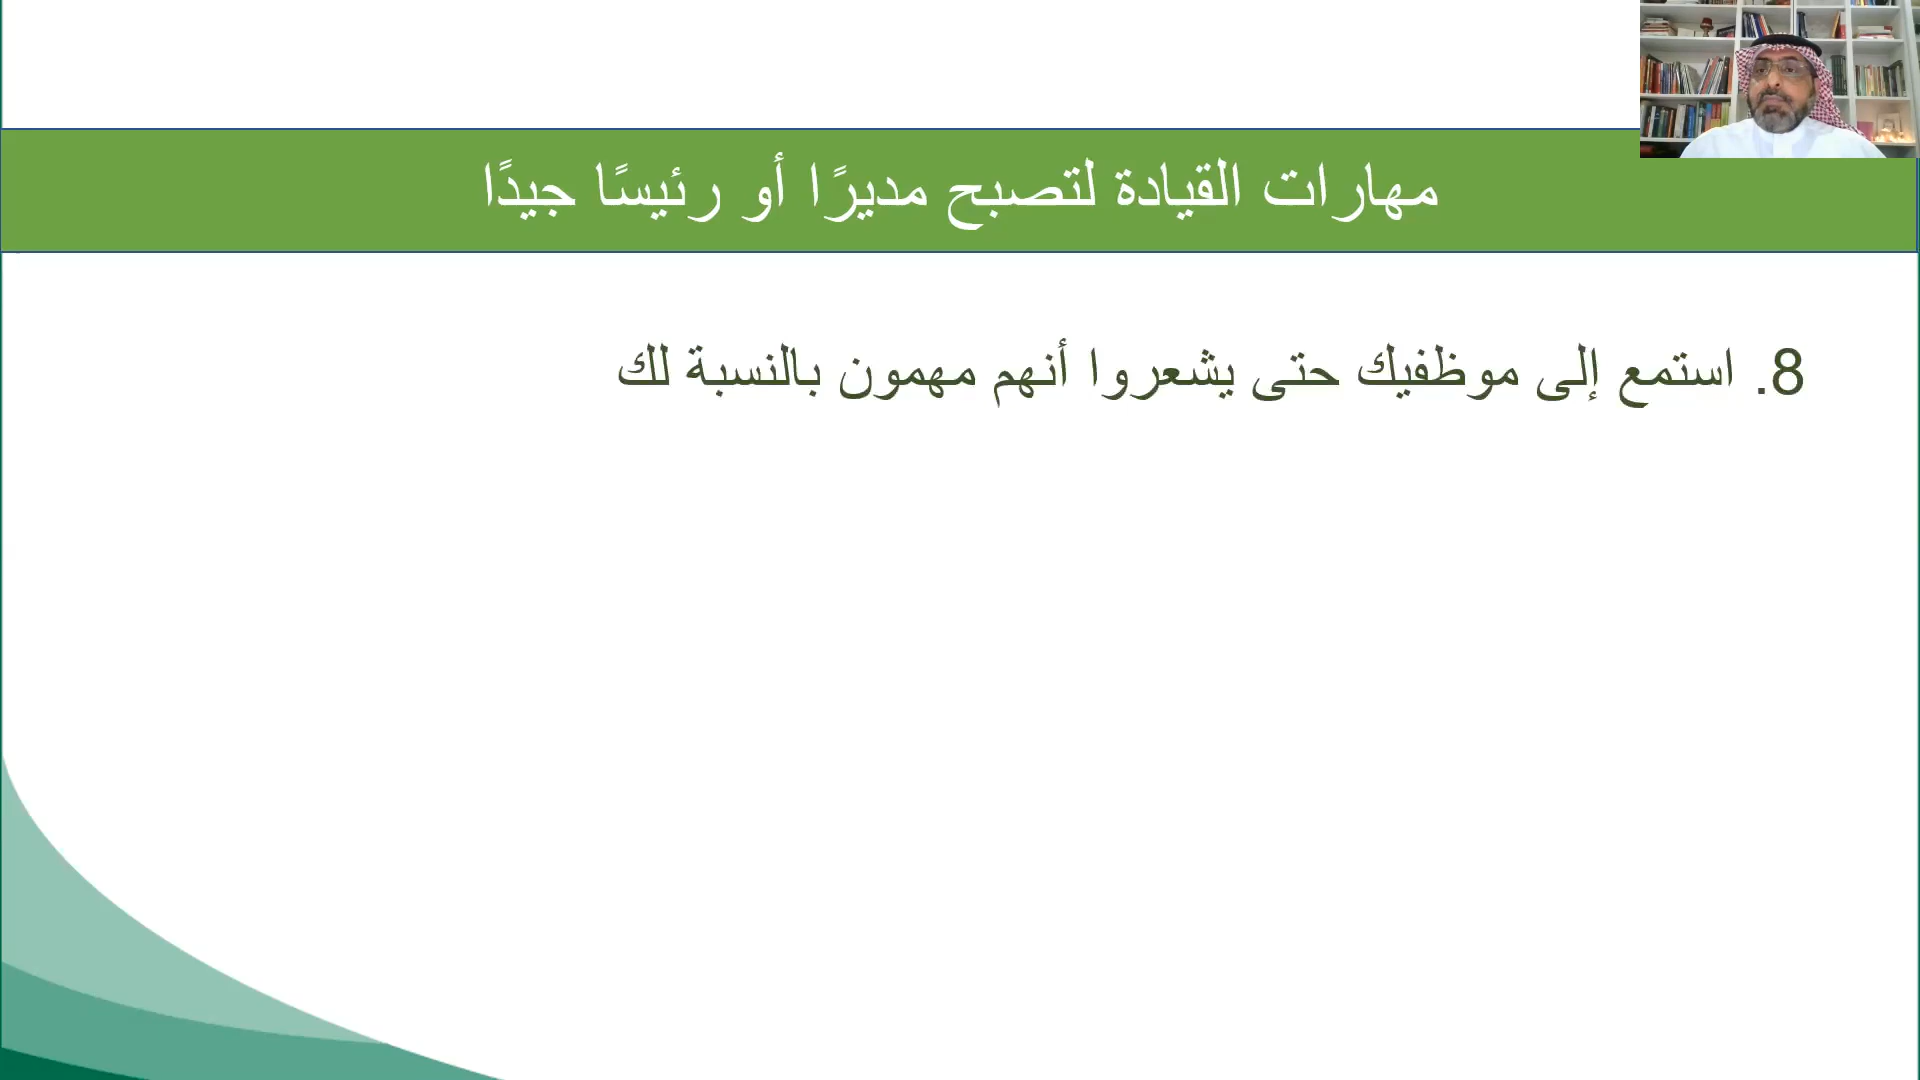 مهارات القيادة لتصبح مديرًا أو رئيسًا جيدًا
8. استمع إلى موظفيك حتى يشعروا أنهم مهمون بالنسبة لك